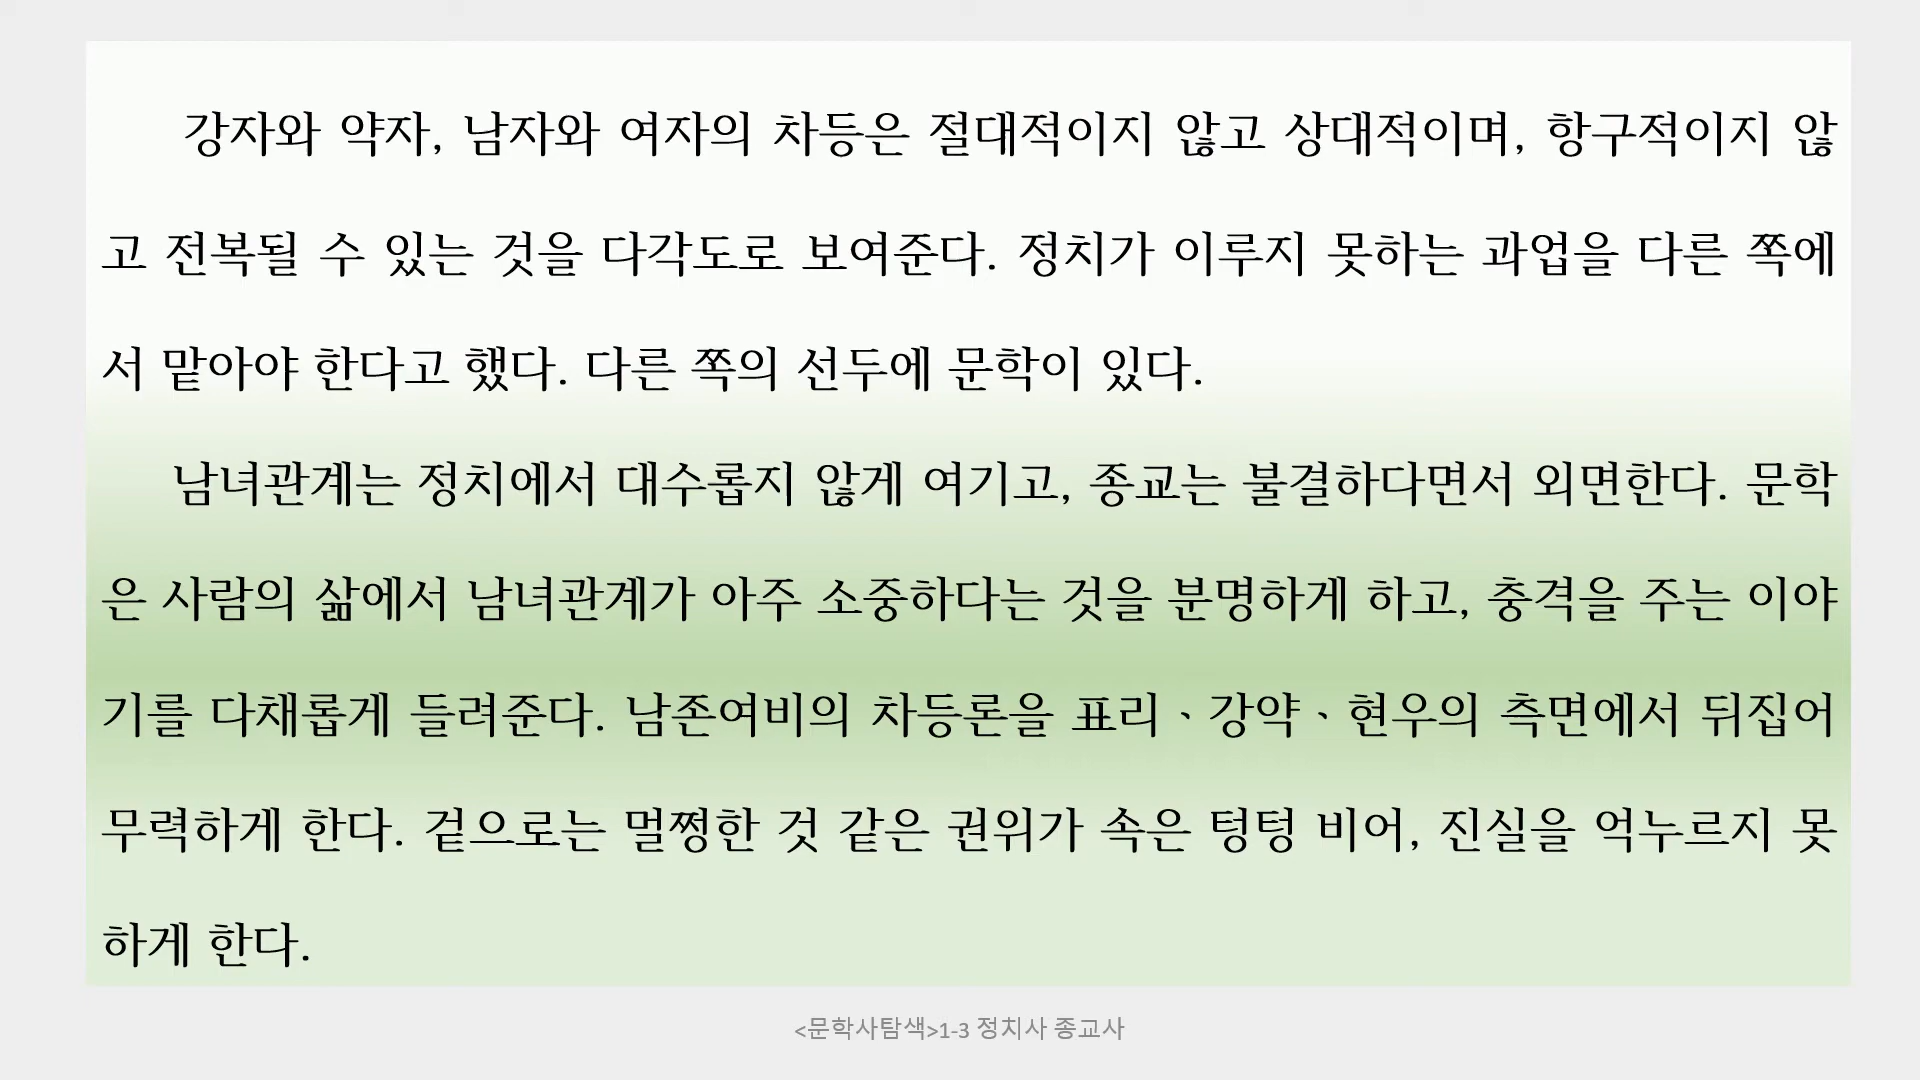 강자와 약자, 남자와 여자의 차등은 절대적이지 않고 상대적이며, 항구적이지 않
고 전복될 수 있는 것을 다각도로 보여준다. 정치가 이루지 못하는 과업을 다른 쪽에
서 맡아야 한다고 했다. 다른 쪽의 선두에 문학이 있다.
남녀관계는 정치에서 대수롭지 않게 여기고, 종교는 불결하다면서 외면한다. 문학
은 사람의 삶에서 남녀관계가 아주 소중하다는 것을 분명하게 하고, 충격을 주는 이야
기를 다채롭게 들려준다. 남존여비의 차등론을 표리、강약、현우의 측면에서 뒤집어
무력하게 한다. 겉으로는 멀쩡한 것 같은 권위가 속은 텅텅 비어, 진실을 억누르지 못
하게 한다.
<문학사탐색>1-3 정치사 종교사